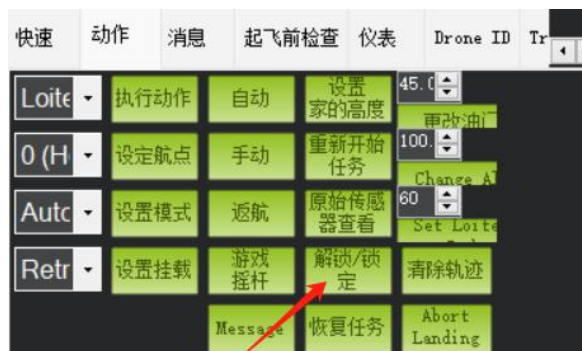 快速 动作 消息 起飞前检查 仪表 Drone ID Tr
Loite 执行动作 自动 设置
家的高度 45.0
更改油门
0 (H 设定航点 手动 重新开始
任务 100.
Change Al
Auto 设置模式 返航 原始传感
器查看 60
Set Loite
Retr 设置挂载 游戏
摇杆 解锁/锁
定 清除轨迹
Message 恢复任务 Abort
Landing